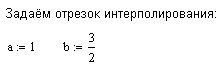 Задаём отрезок интерполирования:
a := 1 b := 3/2